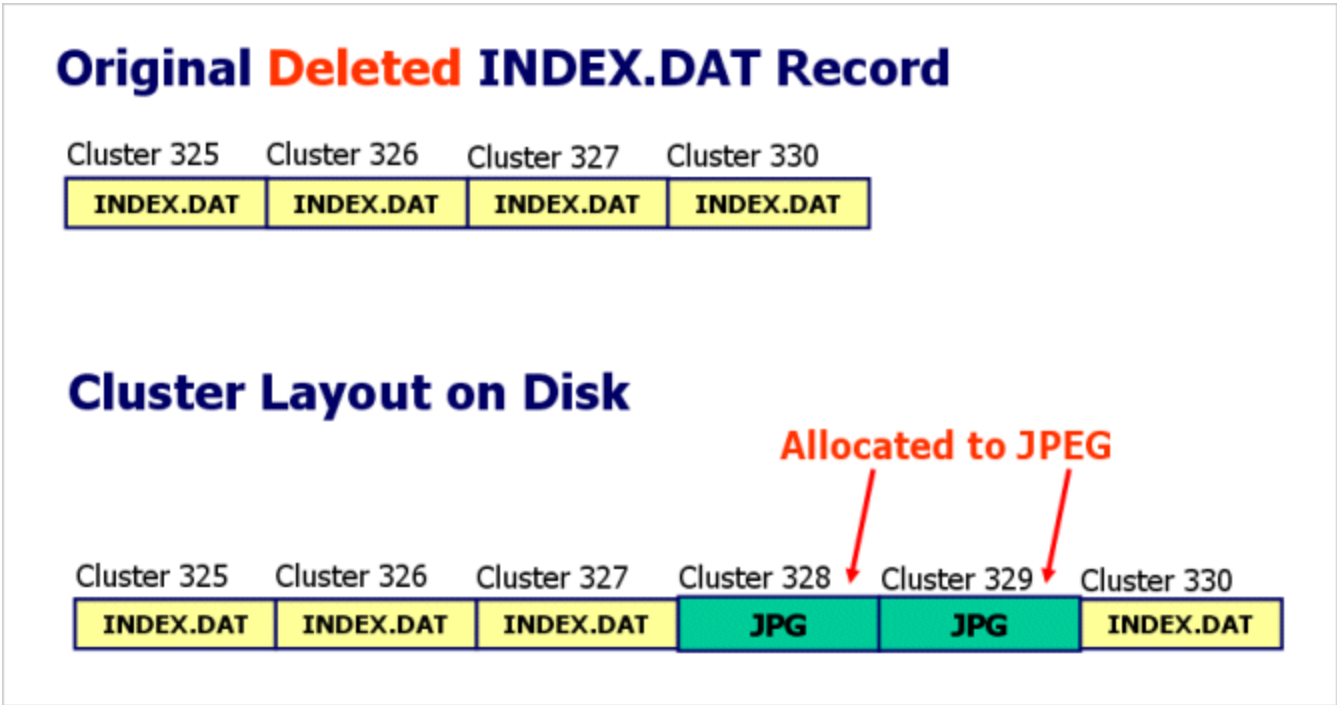 Original Deleted INDEX.DAT Record
Cluster 325 Cluster 326 Cluster 327 Cluster 330
INDEX.DAT INDEX.DAT INDEX.DAT INDEX.DAT
Cluster Layout on Disk
Allocated to JPEG
Cluster 325 Cluster 326 Cluster 327 Cluster 328 Cluster 329 Cluster 330
INDEX.DAT INDEX.DAT INDEX.DAT JPG JPG INDEX.DAT